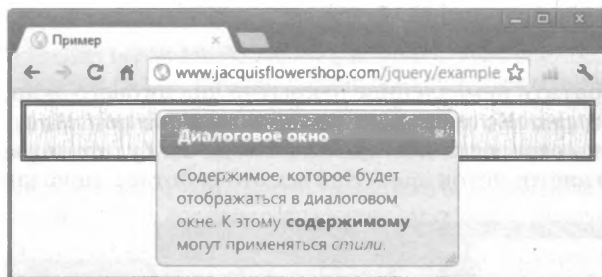 Пример
www.jacquisflowershop.com/jquery/example
Диалоговое окно
Содержимое, которое будет
отображаться в диалоговом
окне. К этому содержимому
могут применяться стили.